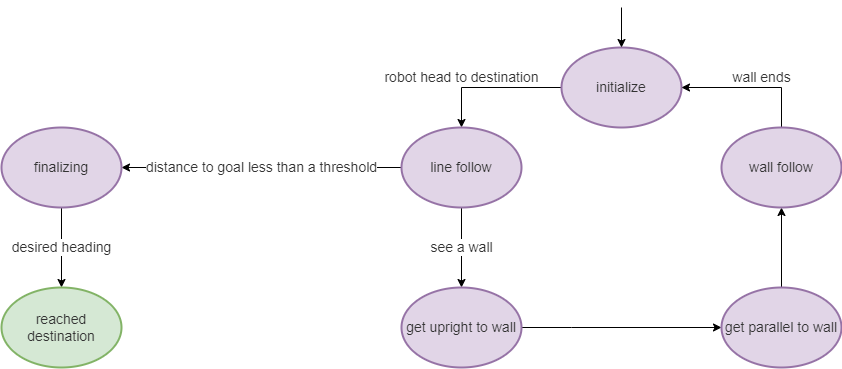 robot head to destination
initialize
wall ends
finalizing
distance to goal less than a threshold
line follow
wall follow
desired heading
see a wall
reached
destination
get upright to wall
get parallel to wall